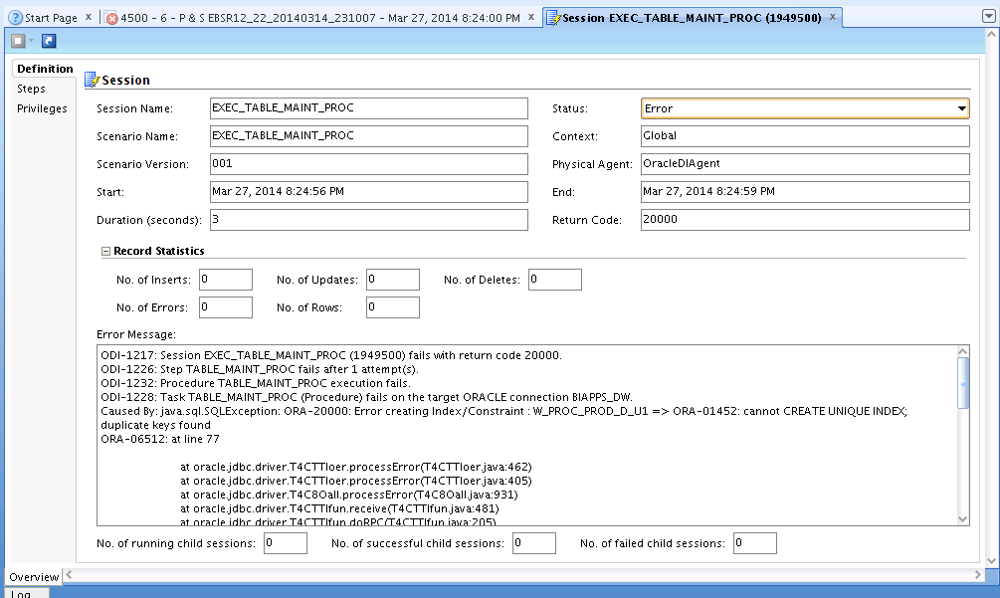 Start Page x 4500 - 6 - P & S EBSR12_22_20140314_231007 - Mar 27, 2014 8:24:00 PM x Session EXEC_TABLE_MAINT_PROC (1949500) x
Definition
Steps
Privileges
Session
Session Name: EXEC_TABLE_MAINT_PROC Status: Error
Scenario Name: EXEC_TABLE_MAINT_PROC Context: Global
Scenario Version: 001 Physical Agent: OracleDIAgent
Start: Mar 27, 2014 8:24:56 PM End: Mar 27, 2014 8:24:59 PM
Duration (seconds): 3 Return Code: 20000
Record Statistics
No. of Inserts: 0 No. of Updates: 0 No. of Deletes: 0
No. of Errors: 0 No. of Rows: 0
Error Message:
ODI-1217: Session EXEC_TABLE_MAINT_PROC (1949500) fails with return code 20000.
ODI-1226: Step TABLE_MAINT_PROC fails after 1 attempt(s).
ODI-1232: Procedure TABLE_MAINT_PROC execution fails.
ODI-1228: Task TABLE_MAINT_PROC (Procedure) fails on the target ORACLE connection BIAPPS_DW.
Caused By: java.sql.SQLException: ORA-20000: Error creating Index/Constraint : W_PROC_PROD_D_U1 => ORA-01452: cannot CREATE UNIQUE INDEX;
duplicate keys found
ORA-06512: at line 77
at oracle.jdbc.driver.T4CTTIoer.processError(T4CTTIoer.java:462)
at oracle.jdbc.driver.T4CTTIoer.processError(T4CTTIoer.java:405)
at oracle.jdbc.driver.T4C8Oall.processError(T4C8Oall.java:931)
at oracle.jdbc.driver.T4CTTIfun.receive(T4CTTIfun.java:481)
at oracle.jdbc.driver.T4CTTIfun.doRPC(T4CTTIfun.java:205)
No. of running child sessions: 0 No. of successful child sessions: 0 No. of failed child sessions: 0
Overview
Log